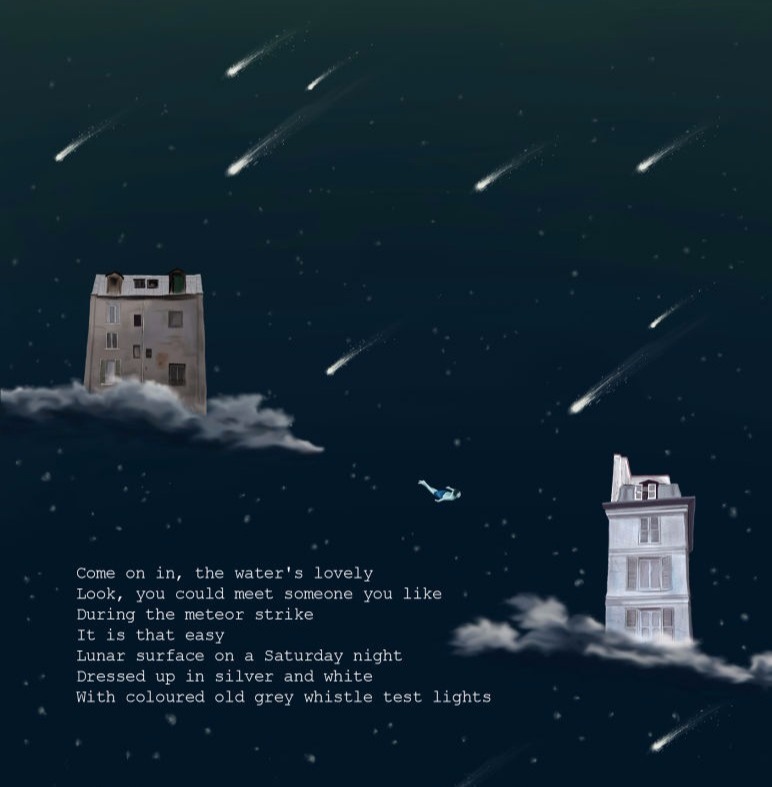 Come on in, the water's lovely
Look, you could meet someone you like
During the meteor strike
It is that easy
Lunar surface on a Saturday night
Dressed up in silver and white
With coloured old grey whistle test lights